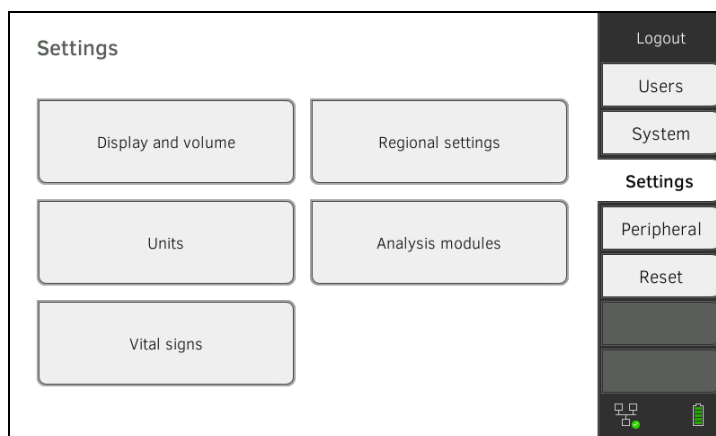 Settings
Display and volume
Regional settings
Units
Analysis modules
Vital signs
Logout
Users
System
Settings
Peripheral
Reset